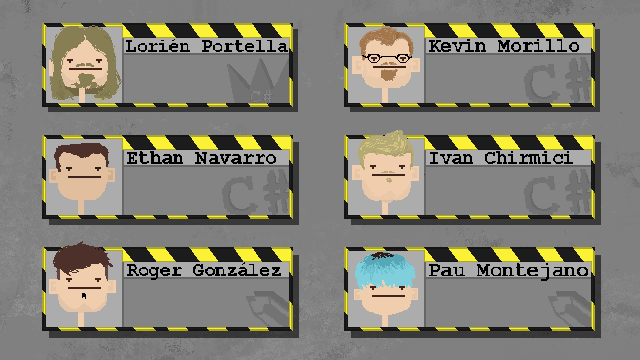 Lorién Portella
Kevin Morillo
C#
Ethan Navarro
C#
Ivan Chirmici
C#
Roger González
Pau Montejano